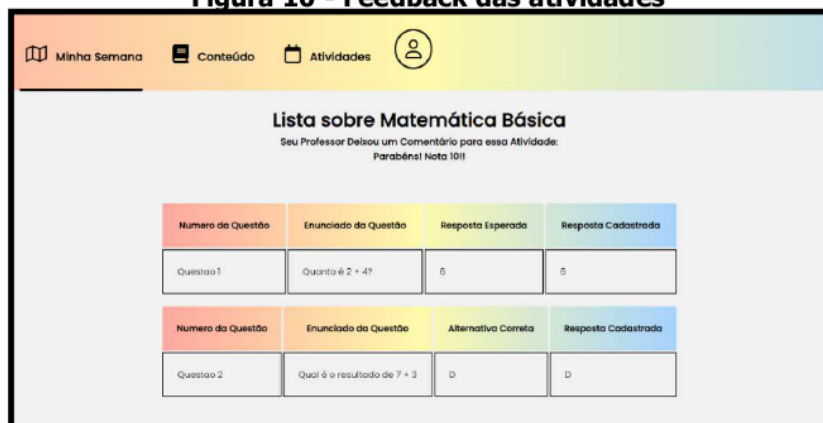 Figura 10 - Feedback das atividades
Minha Semana Conteúdo Atividades
Lista sobre Matemática Básica
Seu Professor Deixou um Comentário para essa Atividade:
Parabéns! Nota 10!!
Numero da Questão Enunciado da Questão Resposta Esperada Resposta Cadastrada
Questao 1 Quanto é 2 + 4? 6 6
Numero da Questão Enunciado da Questão Alternativa Correta Resposta Cadastrada
Questao 2 Qual é o resultado de 7 + 3 D D